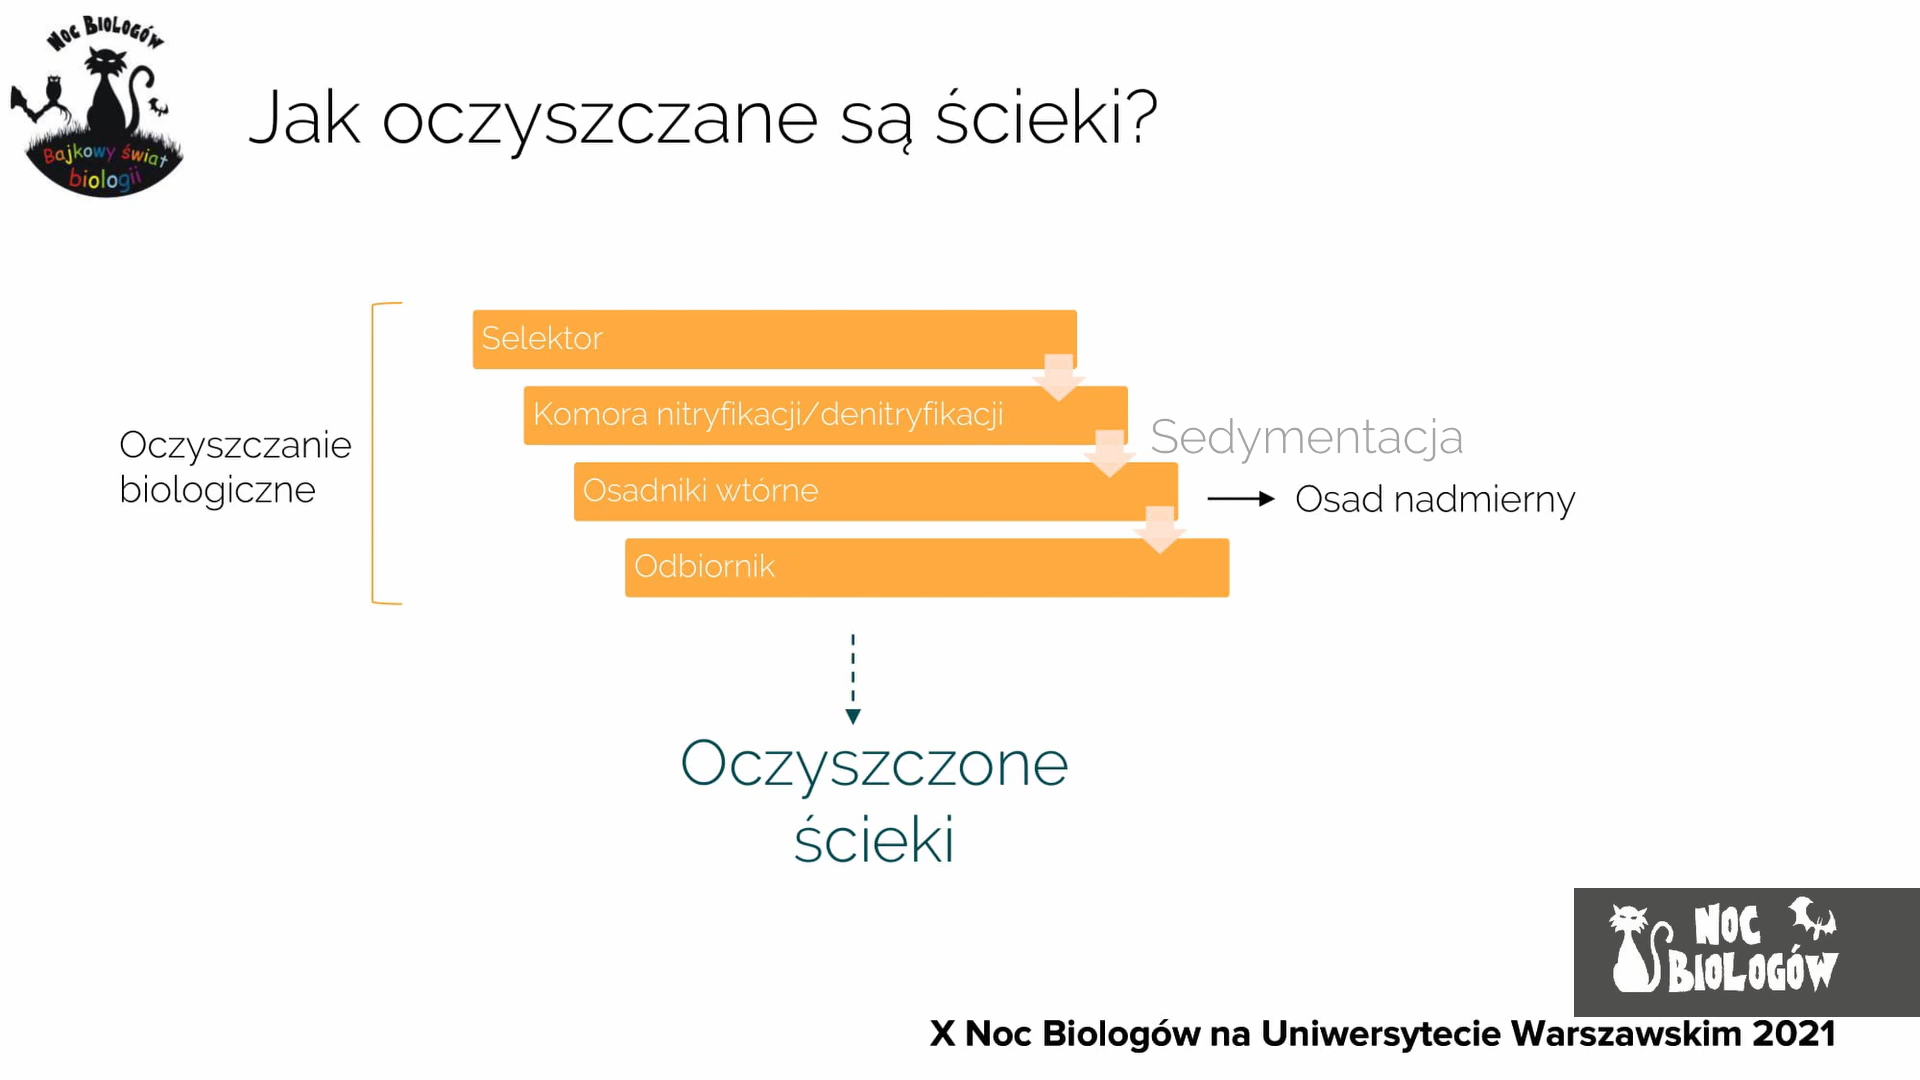 Noc Biologów
Bajkowy świat
biologii
Jak oczyszczane są ścieki?
Oczyszczanie
biologiczne
Selektor
Komora nitryfikacji/denitryfikacji
Sedymentacja
Osadniki wtórne
Osad nadmierny
Odbiornik
Oczyszczone
ścieki
Noc
Biologów
X Noc Biologów na Uniwersytecie Warszawskim 2021